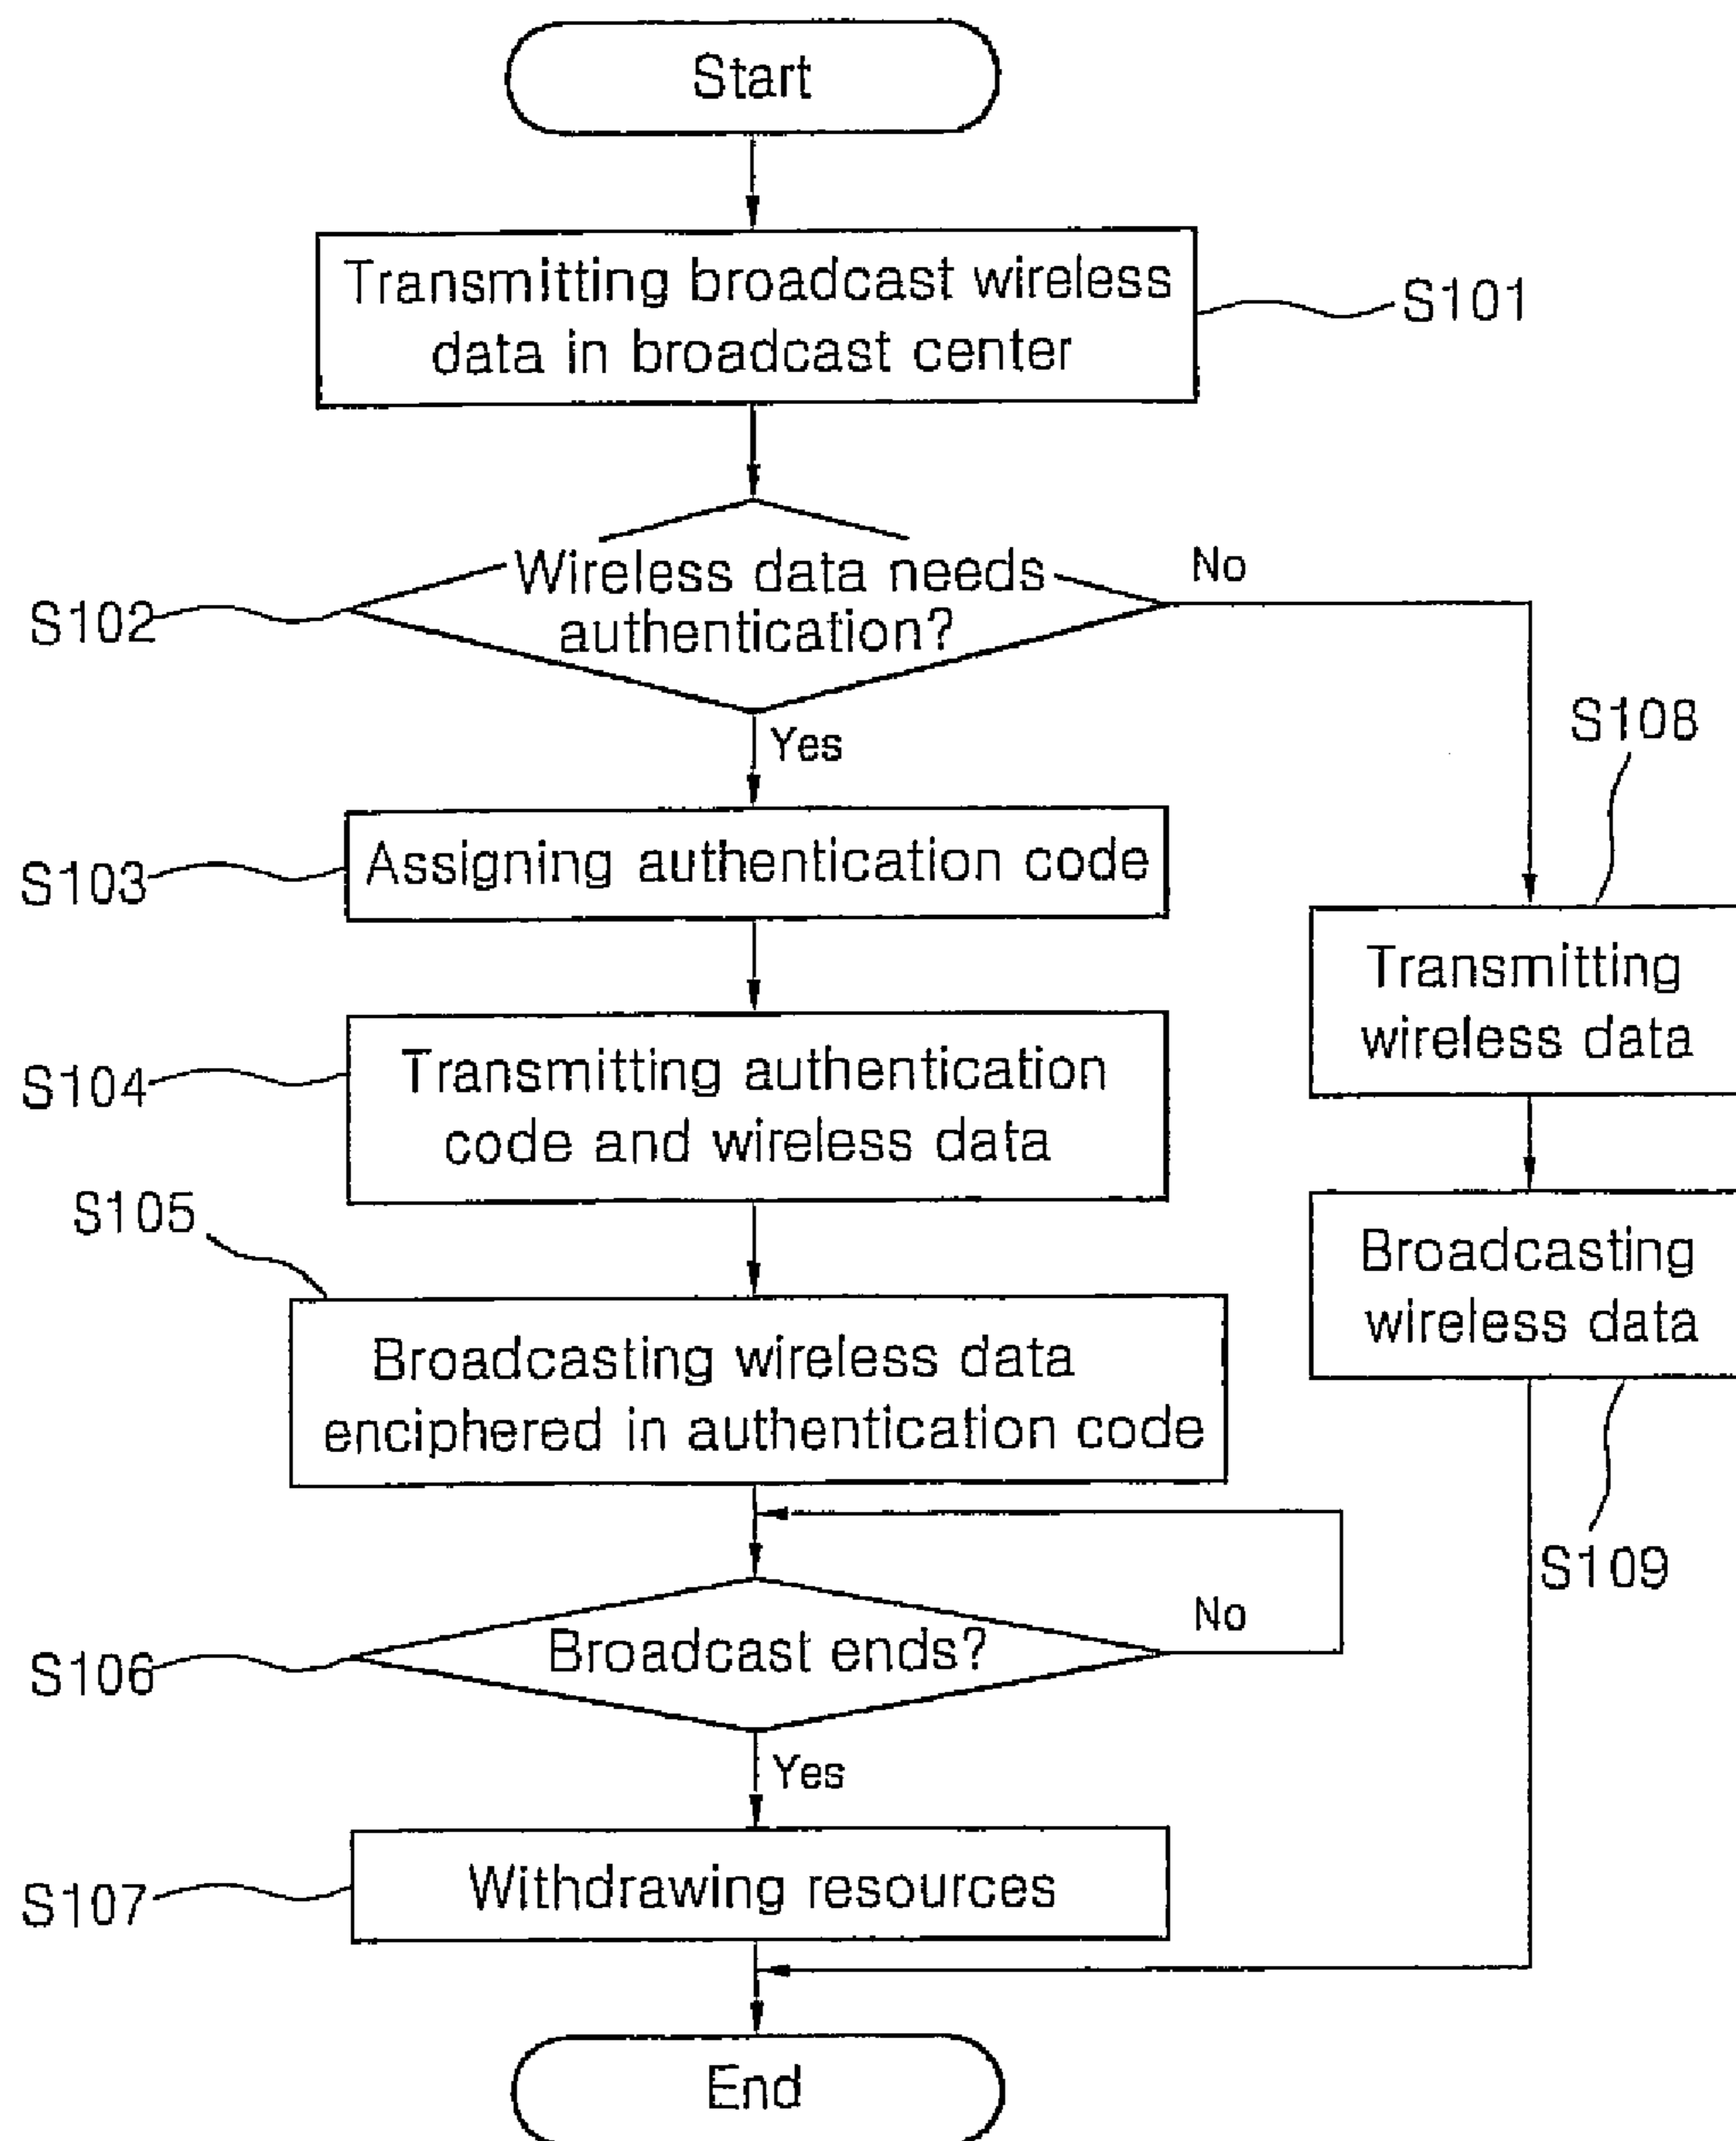 Start
Transmitting broadcast wireless
data in broadcast center
S101
Wireless data needs
authentication?
No
S102
Yes
S108
Assigning authentication code
S103
Transmitting
wireless data
Transmitting authentication
code and wireless data
S104
S105
Broadcasting
wireless data
Broadcasting wireless data
enciphered in authentication code
S109
No
Broadcast ends?
S106
Yes
Withdrawing resources
S107
End